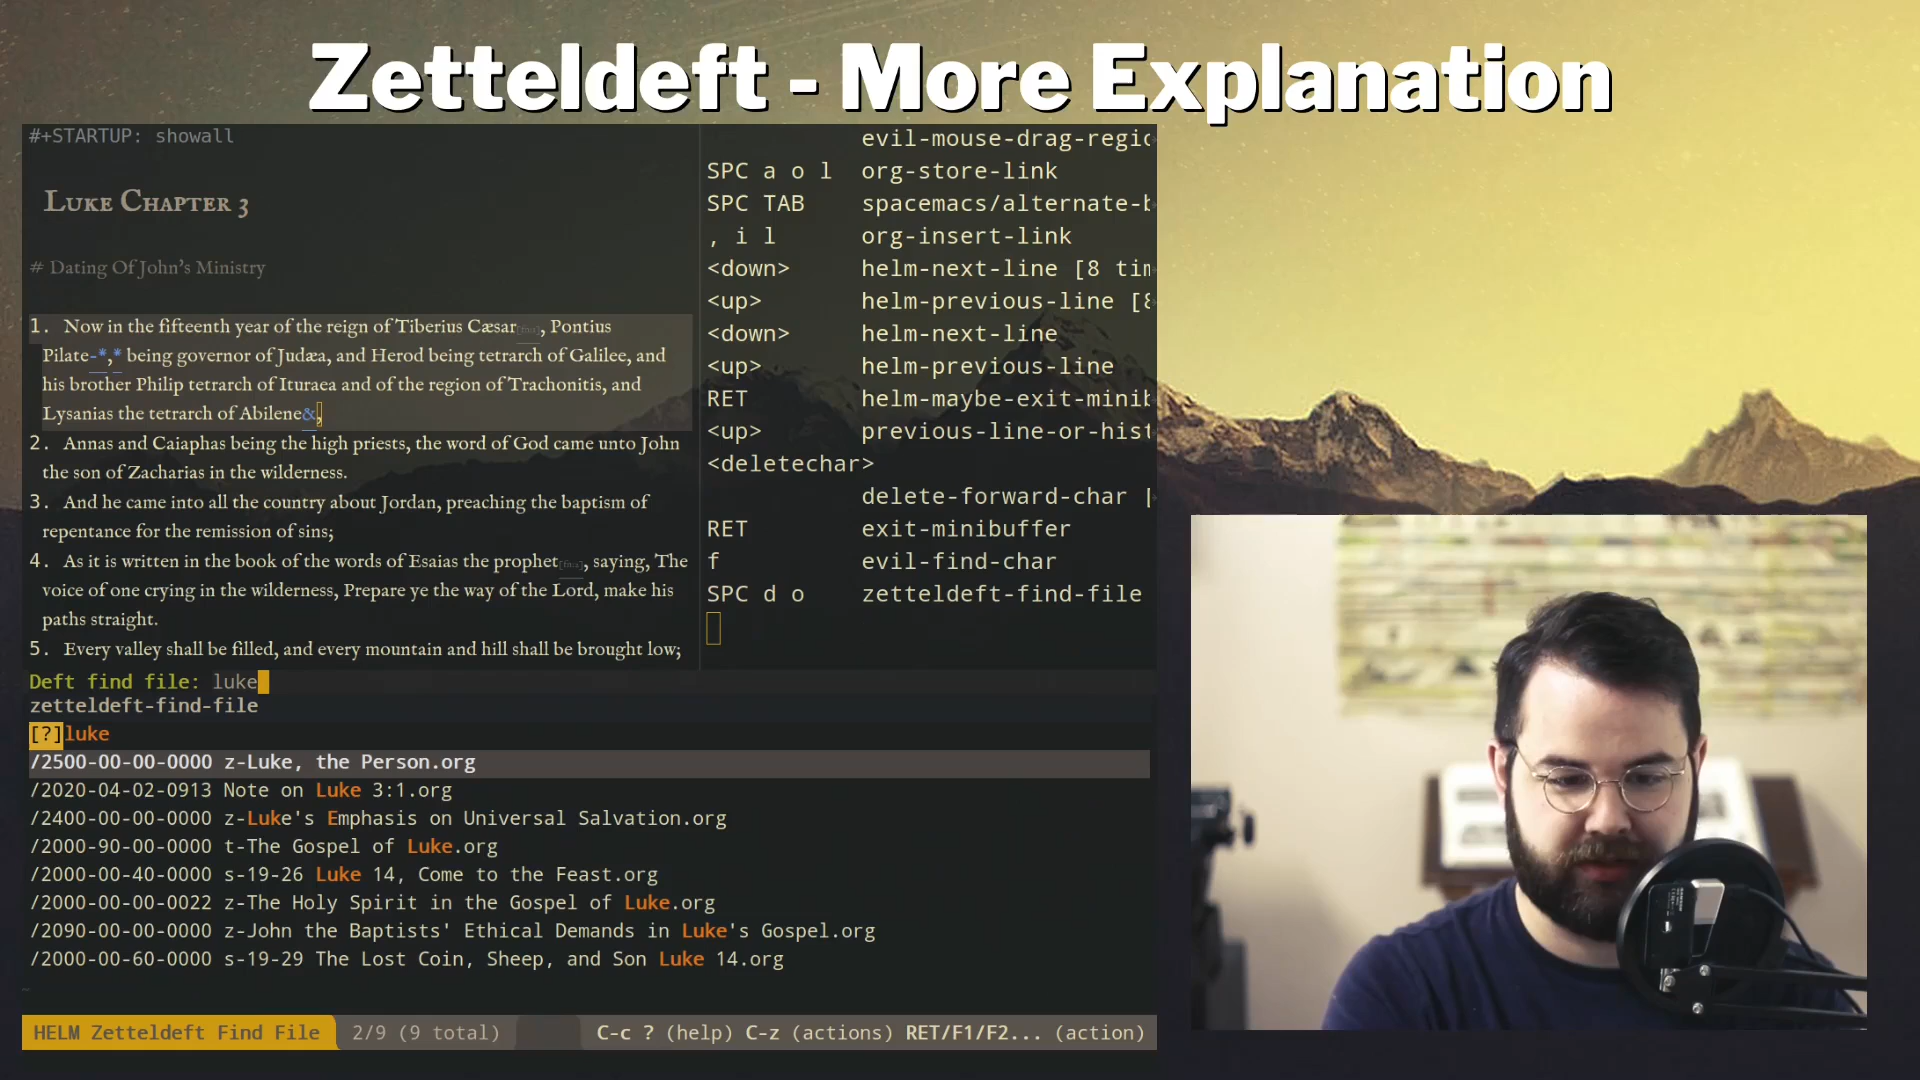 Zetteldeft - More Explanation
#+STARTUP: showall
Luke Chapter 3
# Dating Of John's Ministry
1. Now in the fifteenth year of the reign of Tiberius Cæsar, Pontius
Pilate-*,* being governor of Judæa, and Herod being tetrarch of Galilee, and
his brother Philip tetrarch of Ituraea and of the region of Trachonitis, and
Lysanias the tetrarch of Abilene&,
2. Annas and Caiaphas being the high priests, the word of God came unto John
the son of Zacharias in the wilderness.
3. And he came into all the country about Jordan, preaching the baptism of
repentance for the remission of sins;
4. As it is written in the book of the words of Esaias the prophet, saying, The
voice of one crying in the wilderness, Prepare ye the way of the Lord, make his
paths straight.
5. Every valley shall be filled, and every mountain and hill shall be brought low;
evil-mouse-drag-regio
SPC a o l org-store-link
SPC TAB spacemacs/alternate-b
, i l org-insert-link
<down> helm-next-line [8 tim
<up> helm-previous-line [8
<down> helm-next-line
<up> helm-previous-line
RET helm-maybe-exit-minib
<up> previous-line-or-hist
<deletechar>
delete-forward-char [
RET exit-minibuffer
f evil-find-char
SPC d o zetteldeft-find-file
Deft find file: luke
zetteldeft-find-file
[?]luke
/2500-00-00-0000 z-Luke, the Person.org
/2020-04-02-0913 Note on Luke 3:1.org
/2400-00-00-0000 z-Luke's Emphasis on Universal Salvation.org
/2000-90-00-0000 t-The Gospel of Luke.org
/2000-00-40-0000 s-19-26 Luke 14, Come to the Feast.org
/2000-00-00-0022 z-The Holy Spirit in the Gospel of Luke.org
/2090-00-00-0000 z-John the Baptists' Ethical Demands in Luke's Gospel.org
/2000-00-60-0000 s-19-29 The Lost Coin, Sheep, and Son Luke 14.org
HELM Zetteldeft Find File 2/9 (9 total) C-c ? (help) C-z (actions) RET/F1/F2... (action)